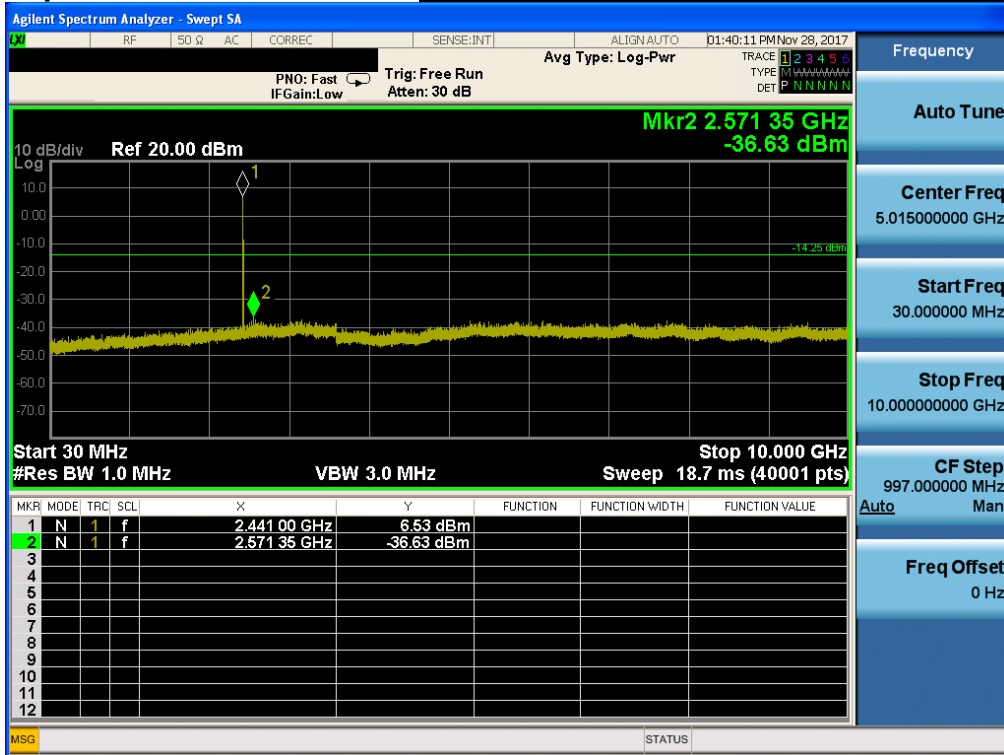 Agilent Spectrum Analyzer - Swept SA
LXI RF 50 Ω AC CORREC SENSE:INT ALIGN AUTO 01:40:11 PM Nov 28, 2017
Avg Type: Log-Pwr
TRACE 1 2 3 4 5 6
TYPE M
DET P N N N N N
PNO: Fast
IFGain:Low
Trig: Free Run
Atten: 30 dB
Mkr2 2.571 35 GHz
-36.63 dBm
10 dB/div Ref 20.00 dBm
Log
1
10.0
0.00
-10.0
-14.25 dBm
-20.0
2
-30.0
-40.0
-50.0
-60.0
-70.0
Start 30 MHz Stop 10.000 GHz
#Res BW 1.0 MHz VBW 3.0 MHz Sweep 18.7 ms (40001 pts)
MKR MODE TRC SCL X Y FUNCTION FUNCTION WIDTH FUNCTION VALUE
1 N 1 f 2.441 00 GHz 6.53 dBm
2 N 1 f 2.571 35 GHz -36.63 dBm
3
4
5
6
7
8
9
10
11
12
MSG STATUS
Frequency
Auto Tune
Center Freq
5.015000000 GHz
Start Freq
30.000000 MHz
Stop Freq
10.000000000 GHz
CF Step
997.000000 MHz
Auto Man
Freq Offset
0 Hz